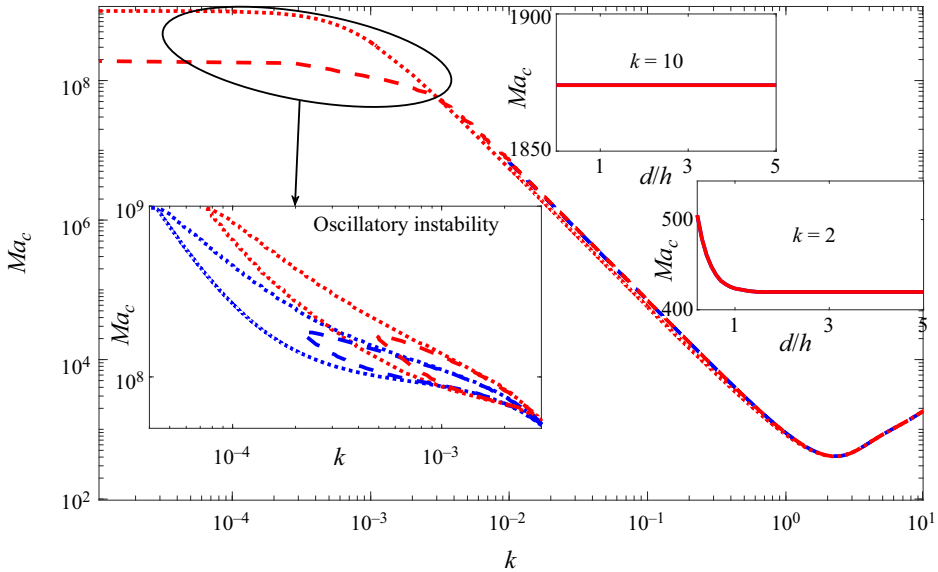 1900
Ma_c
k = 10
1850
1
3
5
d/h
500
Ma_c
k = 2
400
1
3
5
d/h
10^8
10^6
10^4
10^2
Ma_c
10^9
Oscillatory instability
Ma_c
10^8
10^–4
k
10^–3
10^–4
10^–3
10^–2
10^–1
10^0
10^1
k